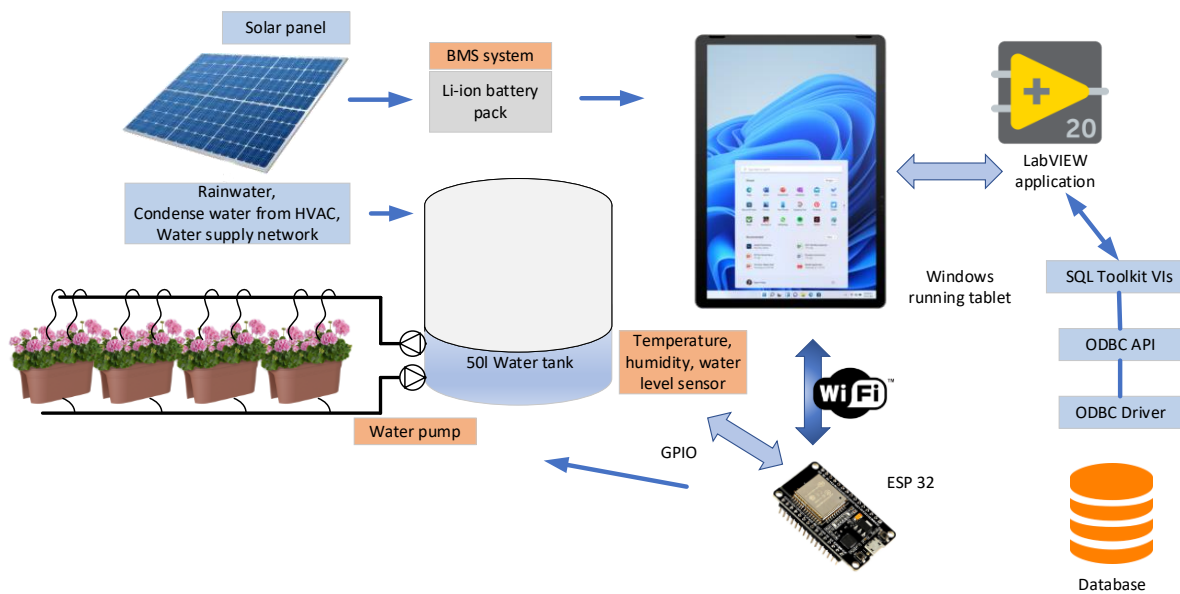 Solar panel
BMS system
Li-ion battery
pack
20
LabVIEW
application
Rainwater,
Condense water from HVAC,
Water supply network
Windows
running tablet
SQL Toolkit VIs
ODBC API
ODBC Driver
50l Water tank
Temperature,
humidity, water
level sensor
WiFi™
Water pump
GPIO
ESP 32
Database